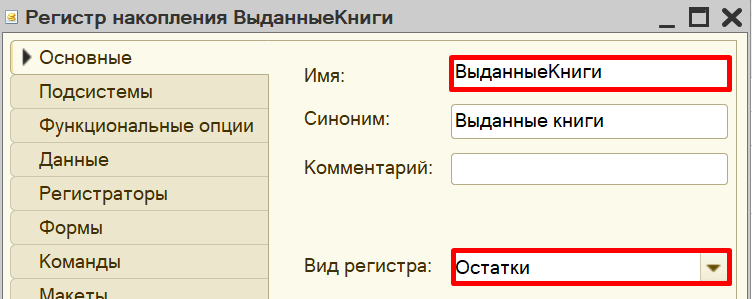 Регистр накопления ВыданныеКниги
Основные
Подсистемы
Функциональные опции
Данные
Регистраторы
Формы
Команды
Макеты
Имя: ВыданныеКниги
Синоним: Выданные книги
Комментарий:
Вид регистра: Остатки